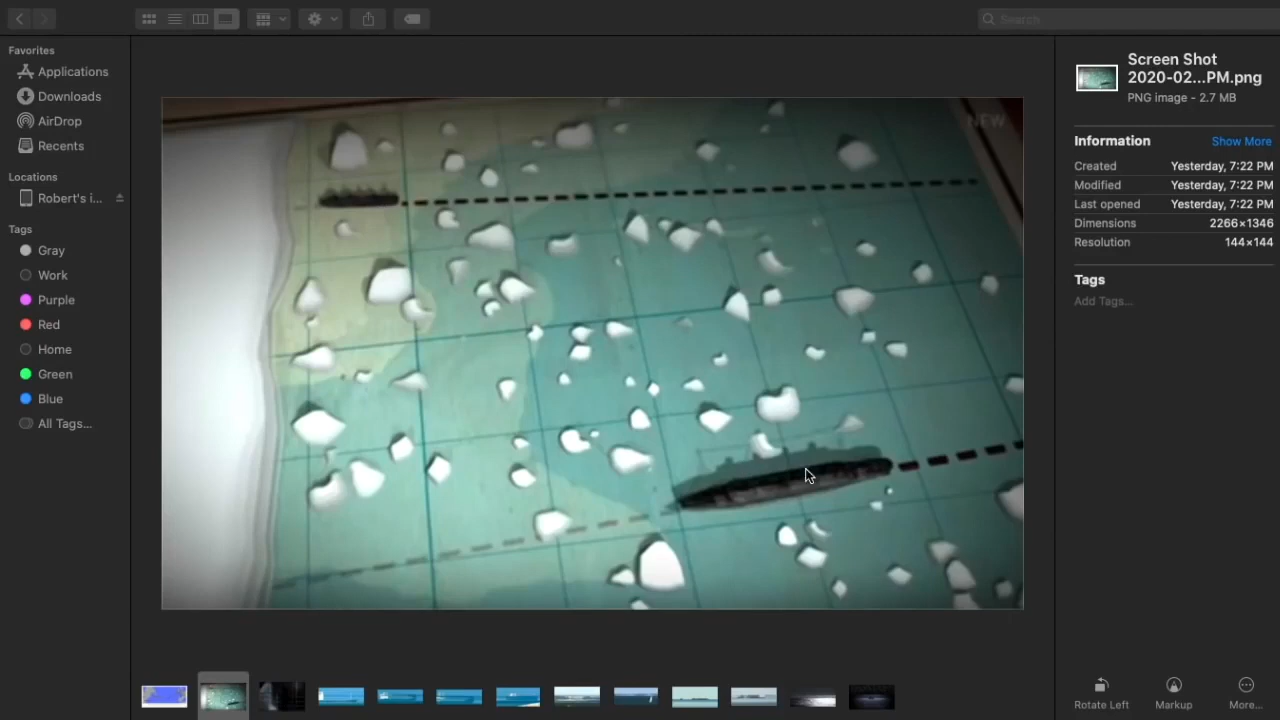 Search
Favorites
Applications
Downloads
AirDrop
Recents
Locations
Robert's i...
Tags
Gray
Work
Purple
Red
Home
Green
Blue
All Tags...
NEW
Screen Shot
2020-02...PM.png
PNG image - 2.7 MB
Information Show More
Created Yesterday, 7:22 PM
Modified Yesterday, 7:22 PM
Last opened Yesterday, 7:22 PM
Dimensions 2266×1346
Resolution 144×144
Tags
Add Tags...
Rotate Left Markup More...